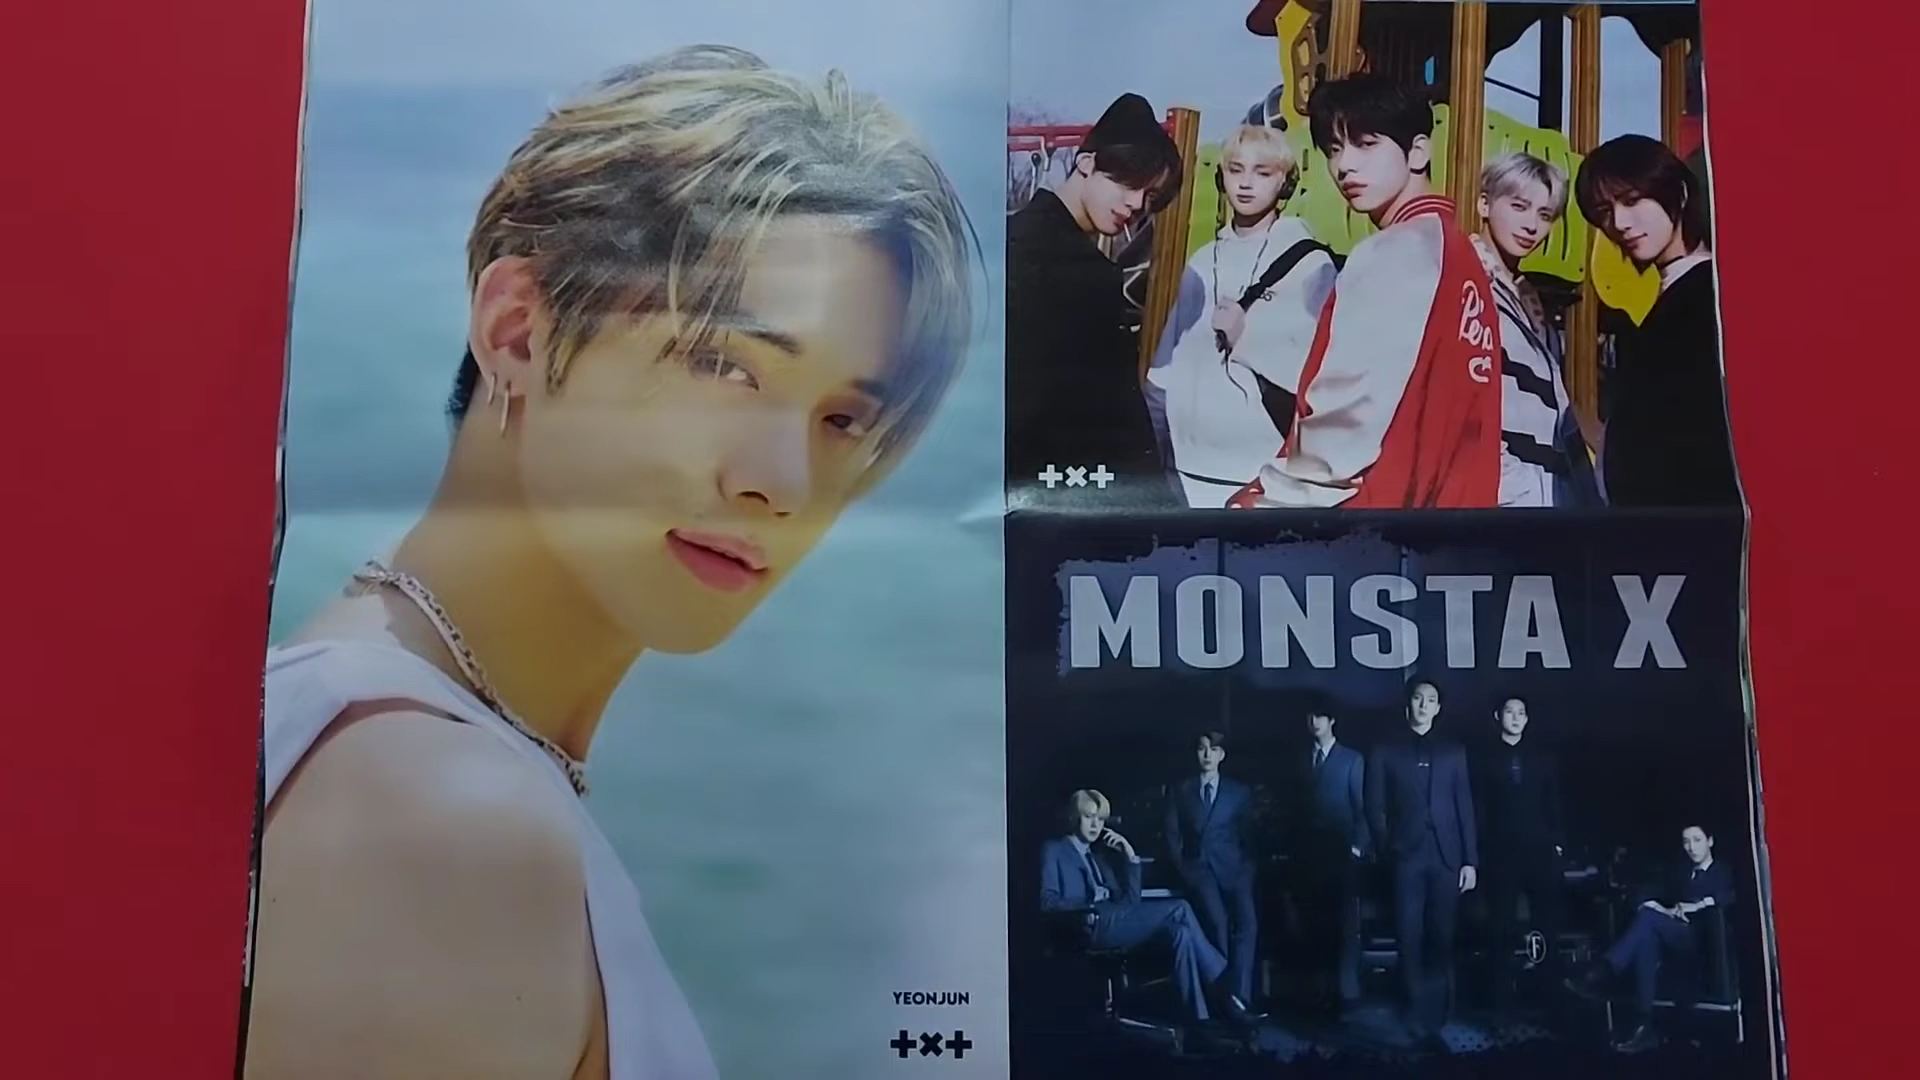 YEONJUN
+×+
+×+
MONSTA X
F